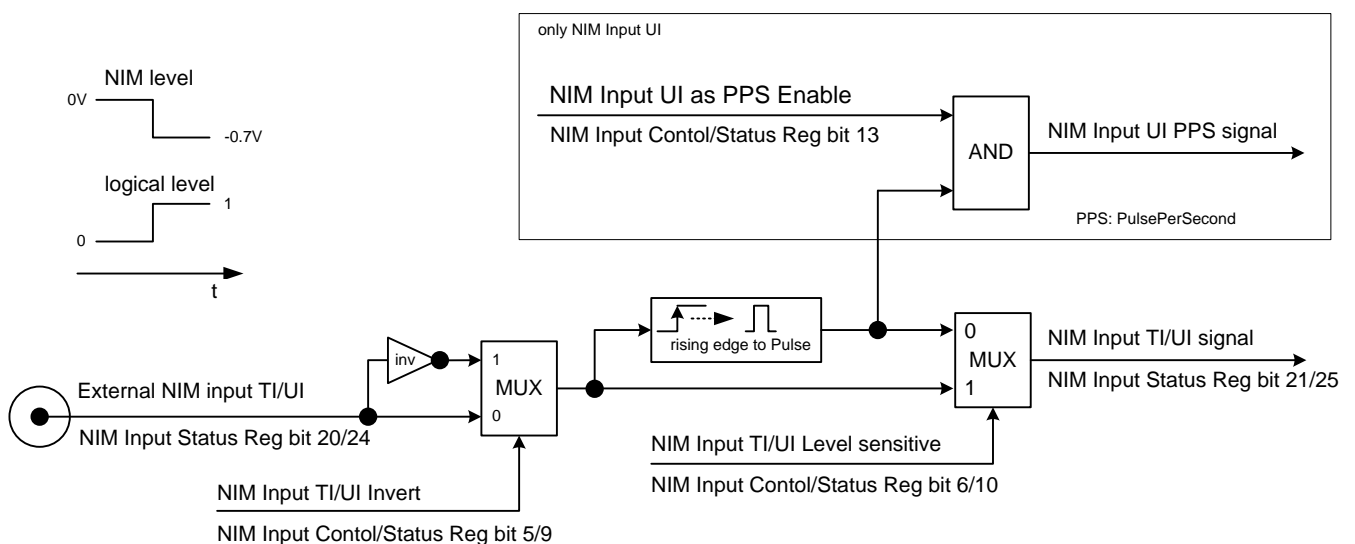 only NIM Input UI
NIM level
0V
-0.7V
NIM Input UI as PPS Enable
NIM Input Contol/Status Reg bit 13
AND
NIM Input UI PPS signal
PPS: PulsePerSecond
logical level
1
0
t
rising edge to Pulse
0
MUX
1
NIM Input TI/UI signal
NIM Input Status Reg bit 21/25
inv
1
MUX
0
External NIM input TI/UI
NIM Input Status Reg bit 20/24
NIM Input TI/UI Level sensitive
NIM Input Contol/Status Reg bit 6/10
NIM Input TI/UI Invert
NIM Input Contol/Status Reg bit 5/9